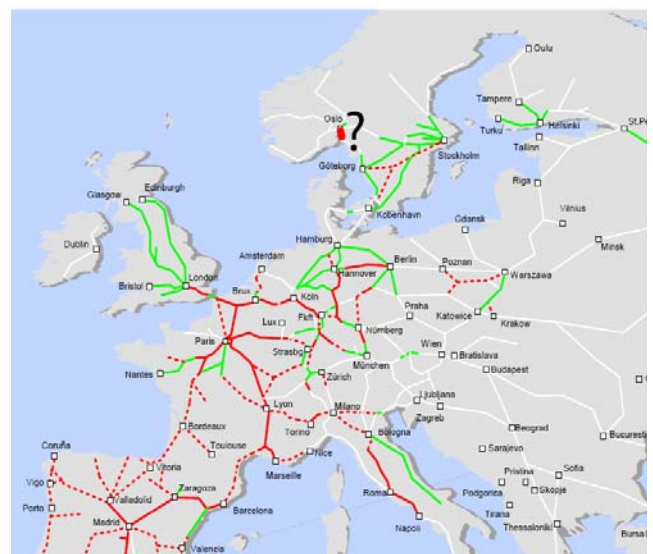 Oulu
Tampere
Helsinki
Turku
St.Pe
Tallinn
Oslo
?
Stockholm
Göteborg
Riga
Glasgow
Edinburgh
København
Vilnius
Gdansk
Minsk
Dublin
Hamburg
Amsterdam
Berlin
Hannover
Poznan
Warszawa
London
Bristol
Brux
Köln
Praha
Katowice
Krakow
Lux
Fkft
Nürnberg
Paris
Strasbg
München
Wien
Bratislava
Budapest
Nantes
Zürich
Ljubljana
Zagreb
Lyon
Milano
Bordeaux
Torino
Bologna
Beograd
Bucuresti
Coruña
Toulouse
Nice
Sarajevo
Vitoria
Marseille
Vigo
Zaragoza
Pristina
Sofia
Valladolid
Roma
Podgorica
Skopje
Porto
Barcelona
Tirana
Madrid
Napoli
Thessaloniki
Bursa
Valencia